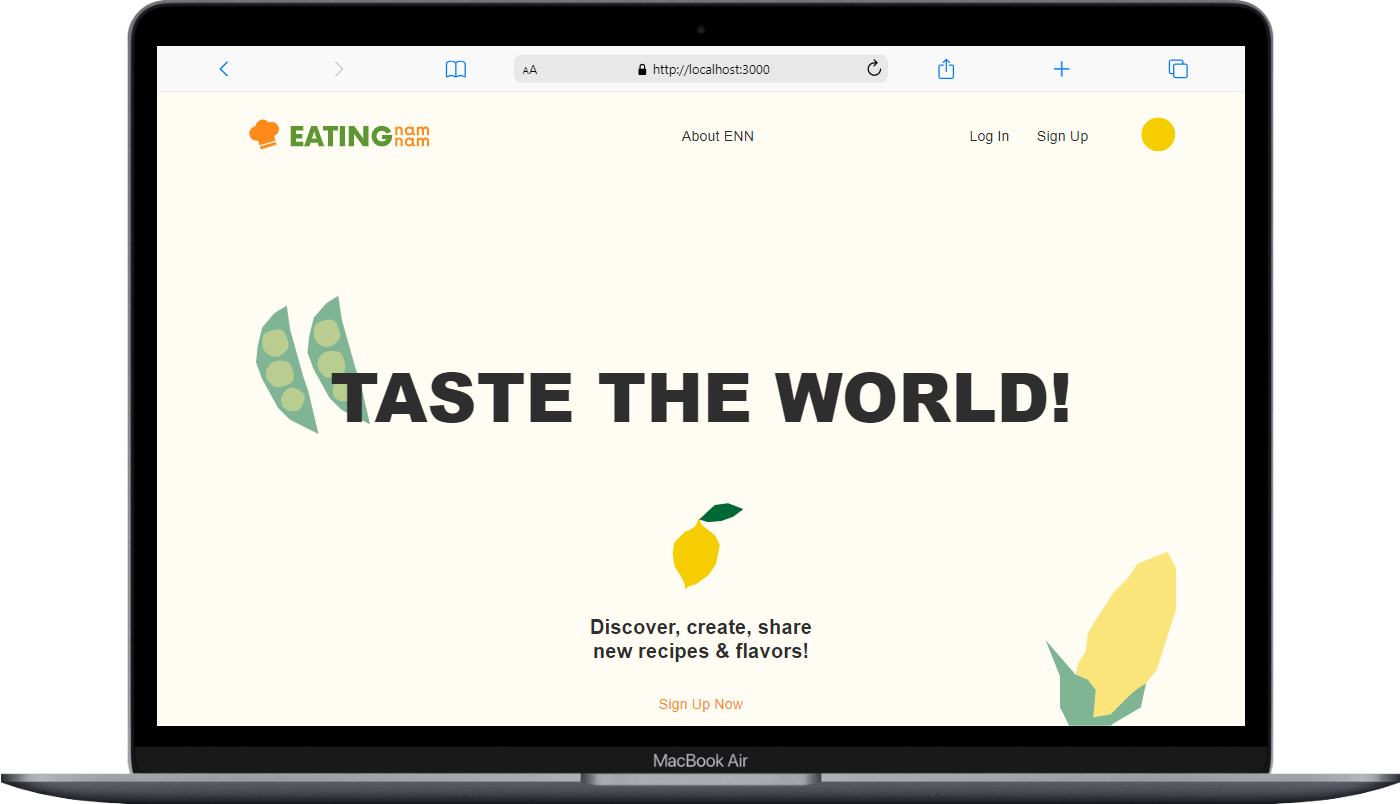 AA
http://localhost:3000
EATING nam nam
About ENN
Log In
Sign Up
TASTE THE WORLD!
Discover, create, share
new recipes & flavors!
Sign Up Now
MacBook Air